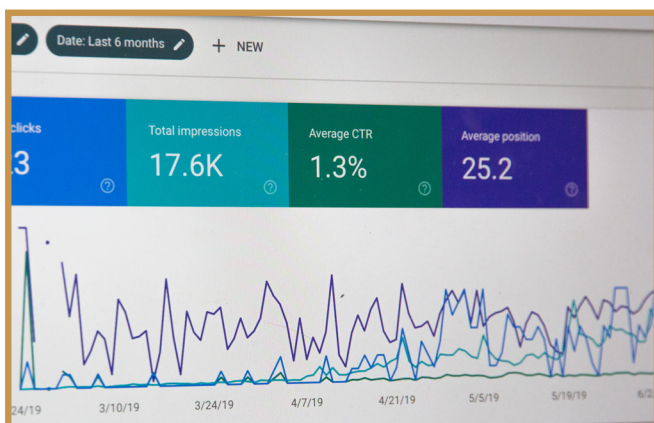 Date: Last 6 months
+ NEW
clicks
Total impressions
Average CTR
Average position
17.6K
1.3%
25.2
24/19
3/10/19
3/24/19
4/7/19
4/21/19
5/5/19
5/19/19